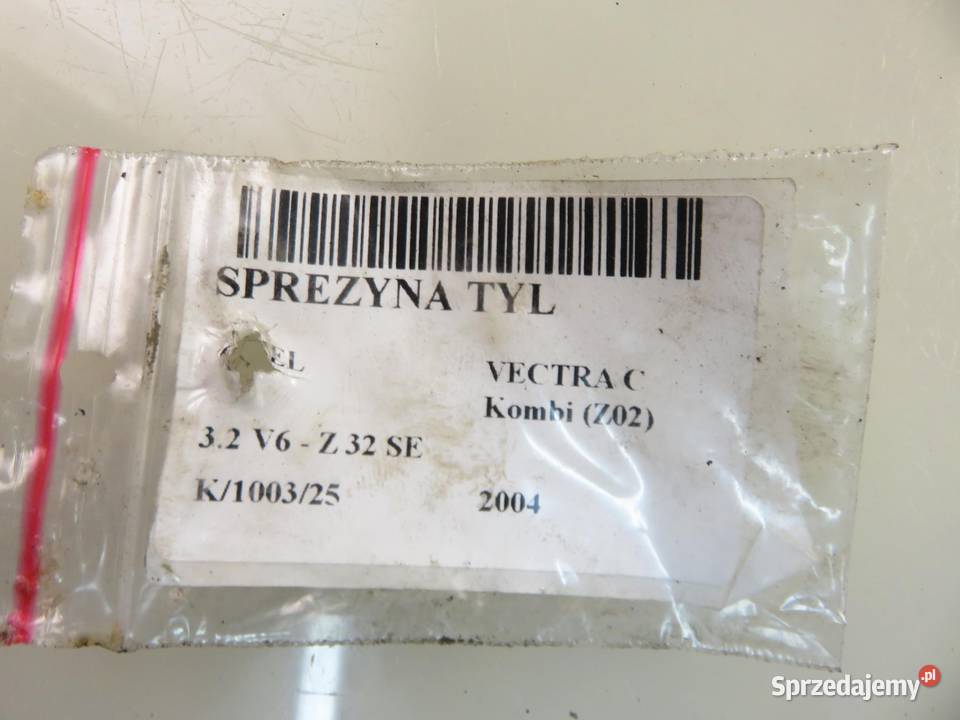 SPREZYNA TYL
VECTRA C
Kombi (Z02)
3.2 V6 - Z 32 SE
K/1003/25 2004
Sprzedajemy.pl